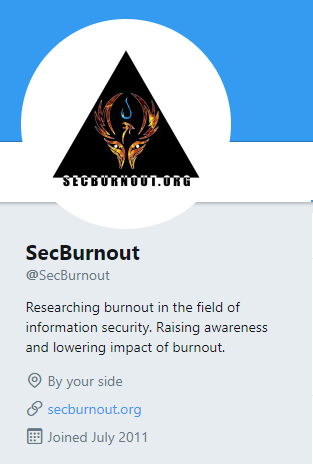 SECBURNOUT.ORG
SecBurnout
@SecBurnout
Researching burnout in the field of
information security. Raising awareness
and lowering impact of burnout.
By your side
secburnout.org
Joined July 2011